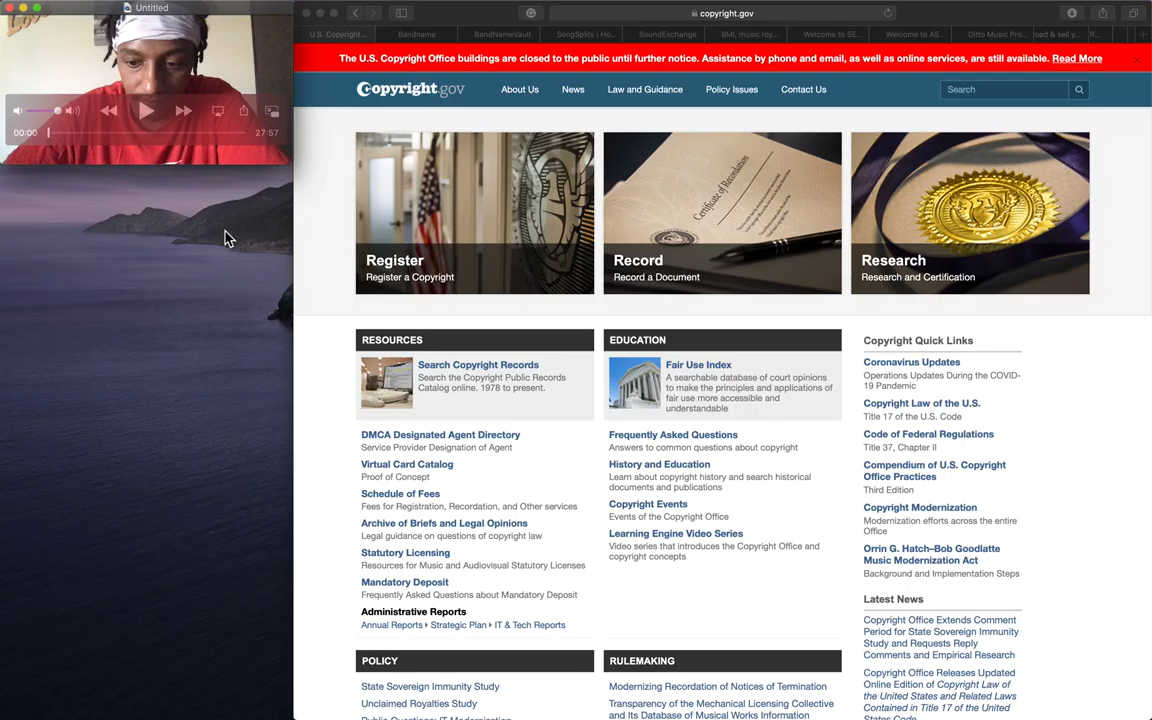 Untitled
00:00
27:57
copyright.gov
U.S. Copyright...
Bandname
BandNameVault
SongSplits | Ho...
SoundExchange
BMI, music roy...
Welcome to SE...
Welcome to AS...
Ditto Music Pro...
oad & sell y...
R...
The U.S. Copyright Office buildings are closed to the public until further notice. Assistance by phone and email, as well as online services, are still available. Read More
Copyright.gov
About Us
News
Law and Guidance
Policy Issues
Contact Us
Search
Certificate of Recordation
Register
Register a Copyright
Record
Record a Document
Research
Research and Certification
RESOURCES
Search Copyright Records
Search the Copyright Public Records
Catalog online. 1978 to present.
DMCA Designated Agent Directory
Service Provider Designation of Agent
Virtual Card Catalog
Proof of Concept
Schedule of Fees
Fees for Registration, Recordation, and Other services
Archive of Briefs and Legal Opinions
Legal guidance on questions of copyright law
Statutory Licensing
Resources for Music and Audiovisual Statutory Licenses
Mandatory Deposit
Frequently Asked Questions about Mandatory Deposit
Administrative Reports
Annual Reports Strategic Plan IT & Tech Reports
EDUCATION
Fair Use Index
A searchable database of court opinions
to make the principles and applications of
fair use more accessible and
understandable
Frequently Asked Questions
Answers to common questions about copyright
History and Education
Learn about copyright history and search historical
documents and publications
Copyright Events
Events of the Copyright Office
Learning Engine Video Series
Video series that introduces the Copyright Office and
copyright concepts
Copyright Quick Links
Coronavirus Updates
Operations Updates During the COVID-
19 Pandemic
Copyright Law of the U.S.
Title 17 of the U.S. Code
Code of Federal Regulations
Title 37, Chapter II
Compendium of U.S. Copyright
Office Practices
Third Edition
Copyright Modernization
Modernization efforts across the entire
Office
Orrin G. Hatch–Bob Goodlatte
Music Modernization Act
Background and Implementation Steps
Latest News
Copyright Office Extends Comment
Period for State Sovereign Immunity
Study and Requests Reply
Comments and Empirical Research
Copyright Office Releases Updated
Online Edition of Copyright Law of
the United States and Related Laws
Contained in Title 17 of the United
States Code
POLICY
State Sovereign Immunity Study
Unclaimed Royalties Study
Public Questions: IT Modernization
RULEMAKING
Modernizing Recordation of Notices of Termination
Transparency of the Mechanical Licensing Collective
and Its Database of Musical Works Information